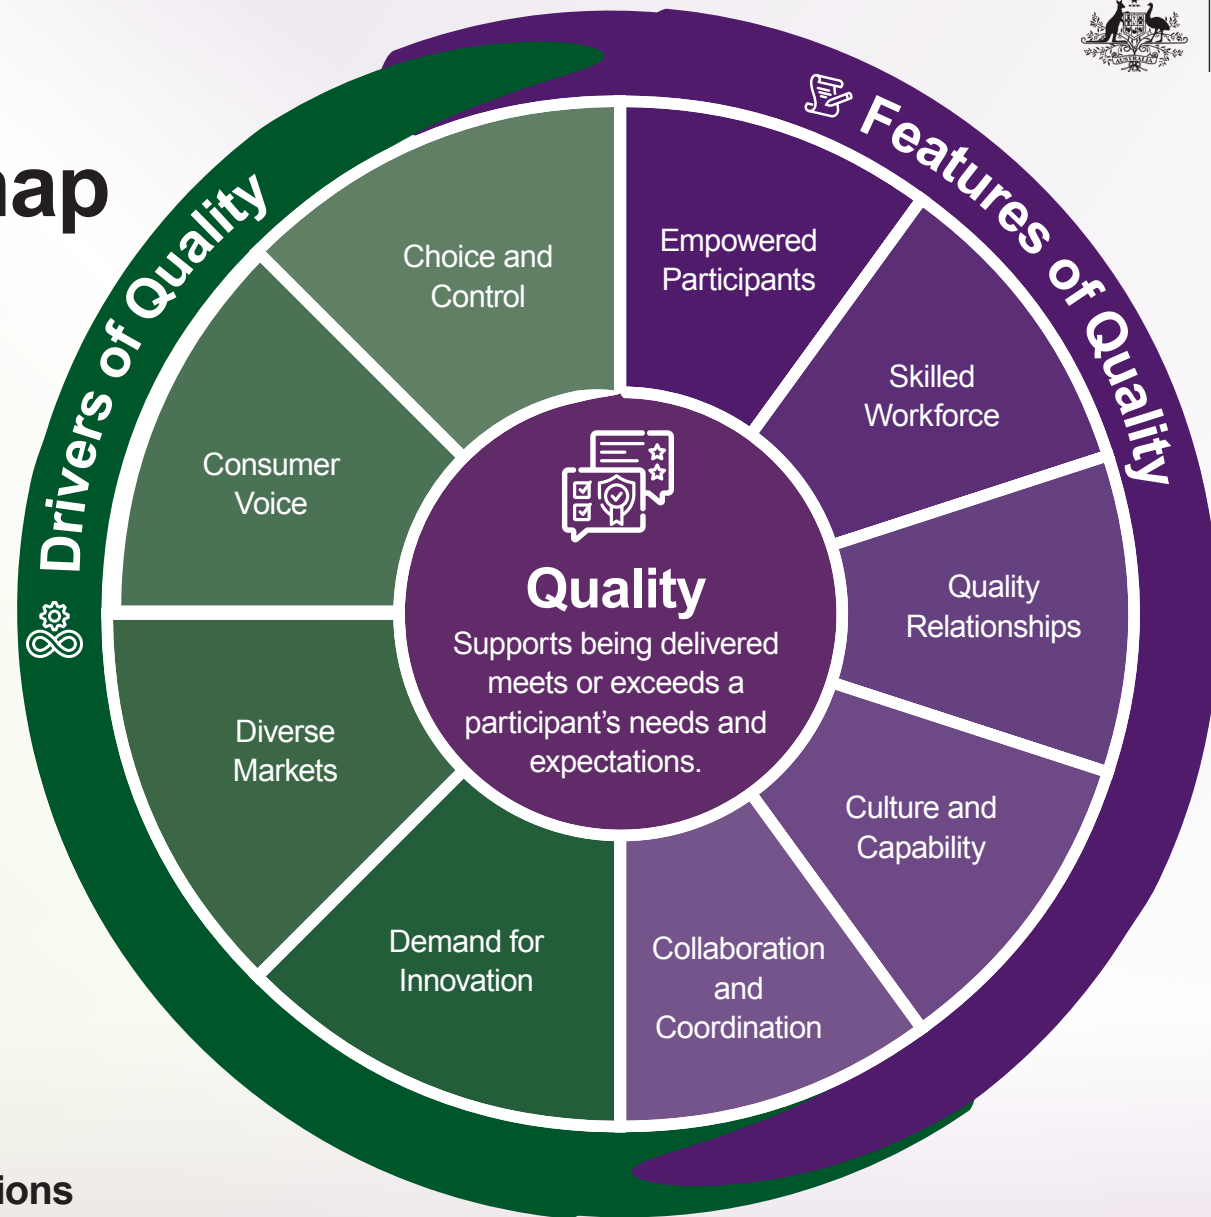 map
AUSTRALIA
Drivers of Quality
Features of Quality
Choice and
Control
Empowered
Participants
Skilled
Workforce
Consumer
Voice
Quality
Relationships
Quality
Supports being delivered
meets or exceeds a
participant’s needs and
expectations.
Diverse
Markets
Culture and
Capability
Demand for
Innovation
Collaboration
and
Coordination
ions